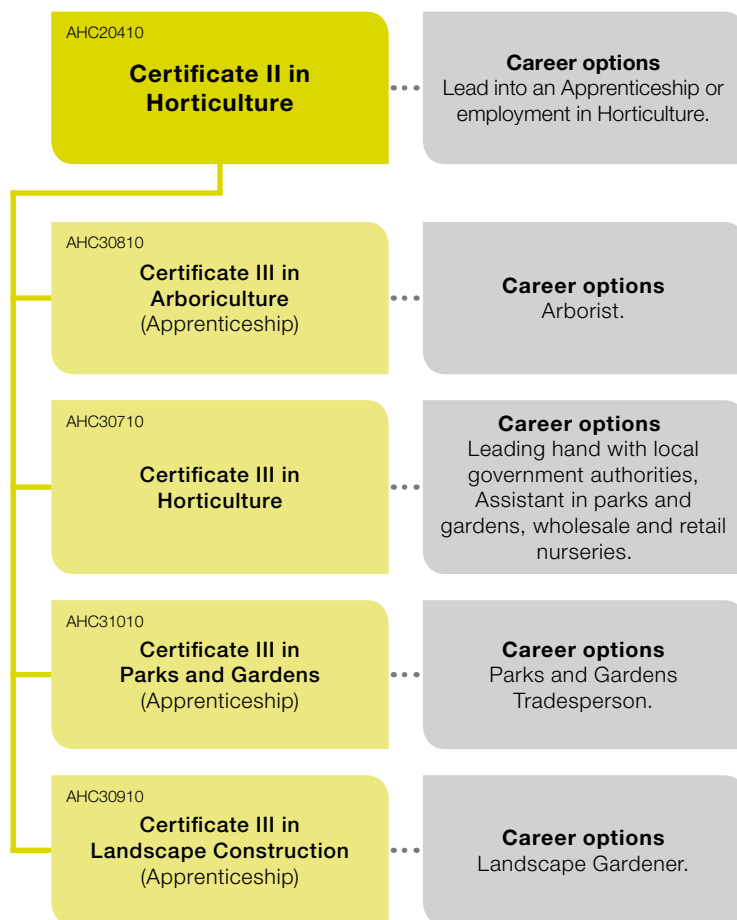 AHC20410
Certificate II in
Horticulture
Career options
Lead into an Apprenticeship or
employment in Horticulture.
AHC30810
Certificate III in
Arboriculture
(Apprenticeship)
Career options
Arborist.
AHC30710
Certificate III in
Horticulture
Career options
Leading hand with local
government authorities,
Assistant in parks and
gardens, wholesale and retail
nurseries.
AHC31010
Certificate III in
Parks and Gardens
(Apprenticeship)
Career options
Parks and Gardens
Tradesperson.
AHC30910
Certificate III in
Landscape Construction
(Apprenticeship)
Career options
Landscape Gardener.